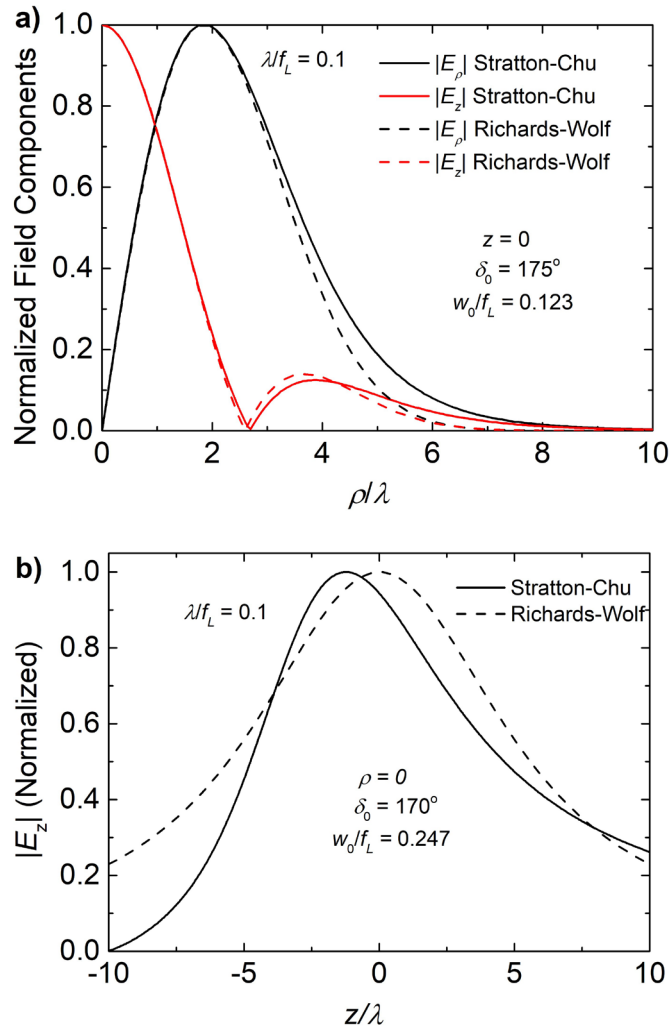 a)
Normalized Field Components
1.0
0.8
0.6
0.4
0.2
0.0
λ/f_L = 0.1
|E_ρ| Stratton-Chu
|E_z| Stratton-Chu
|E_ρ| Richards-Wolf
|E_z| Richards-Wolf
z = 0
δ_0 = 175°
w_0/f_L = 0.123
0 2 4 6 8 10
ρ/λ
b)
|E_z| (Normalized)
1.0
0.8
0.6
0.4
0.2
0.0
λ/f_L = 0.1
Stratton-Chu
Richards-Wolf
ρ = 0
δ_0 = 170°
w_0/f_L = 0.247
-10 -5 0 5 10
z/λ